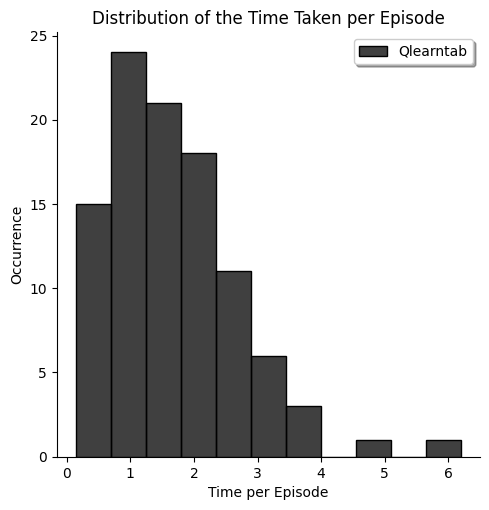 Distribution of the Time Taken per Episode
Qlearntab
25
20
15
10
5
0
Occurrence
0 1 2 3 4 5 6
Time per Episode